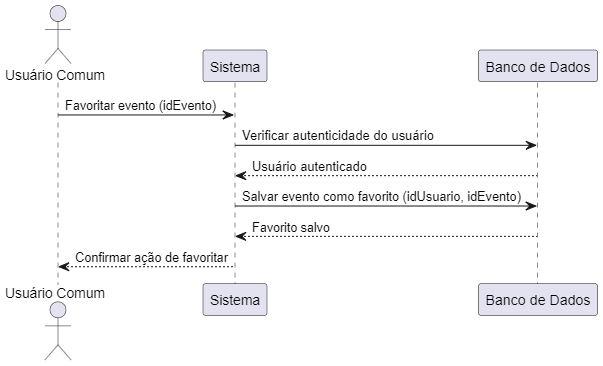 Usuário Comum
Sistema
Banco de Dados
Favoritar evento (idEvento)
Verificar autenticidade do usuário
Usuário autenticado
Salvar evento como favorito (idUsuario, idEvento)
Favorito salvo
Confirmar ação de favoritar
Usuário Comum
Sistema
Banco de Dados